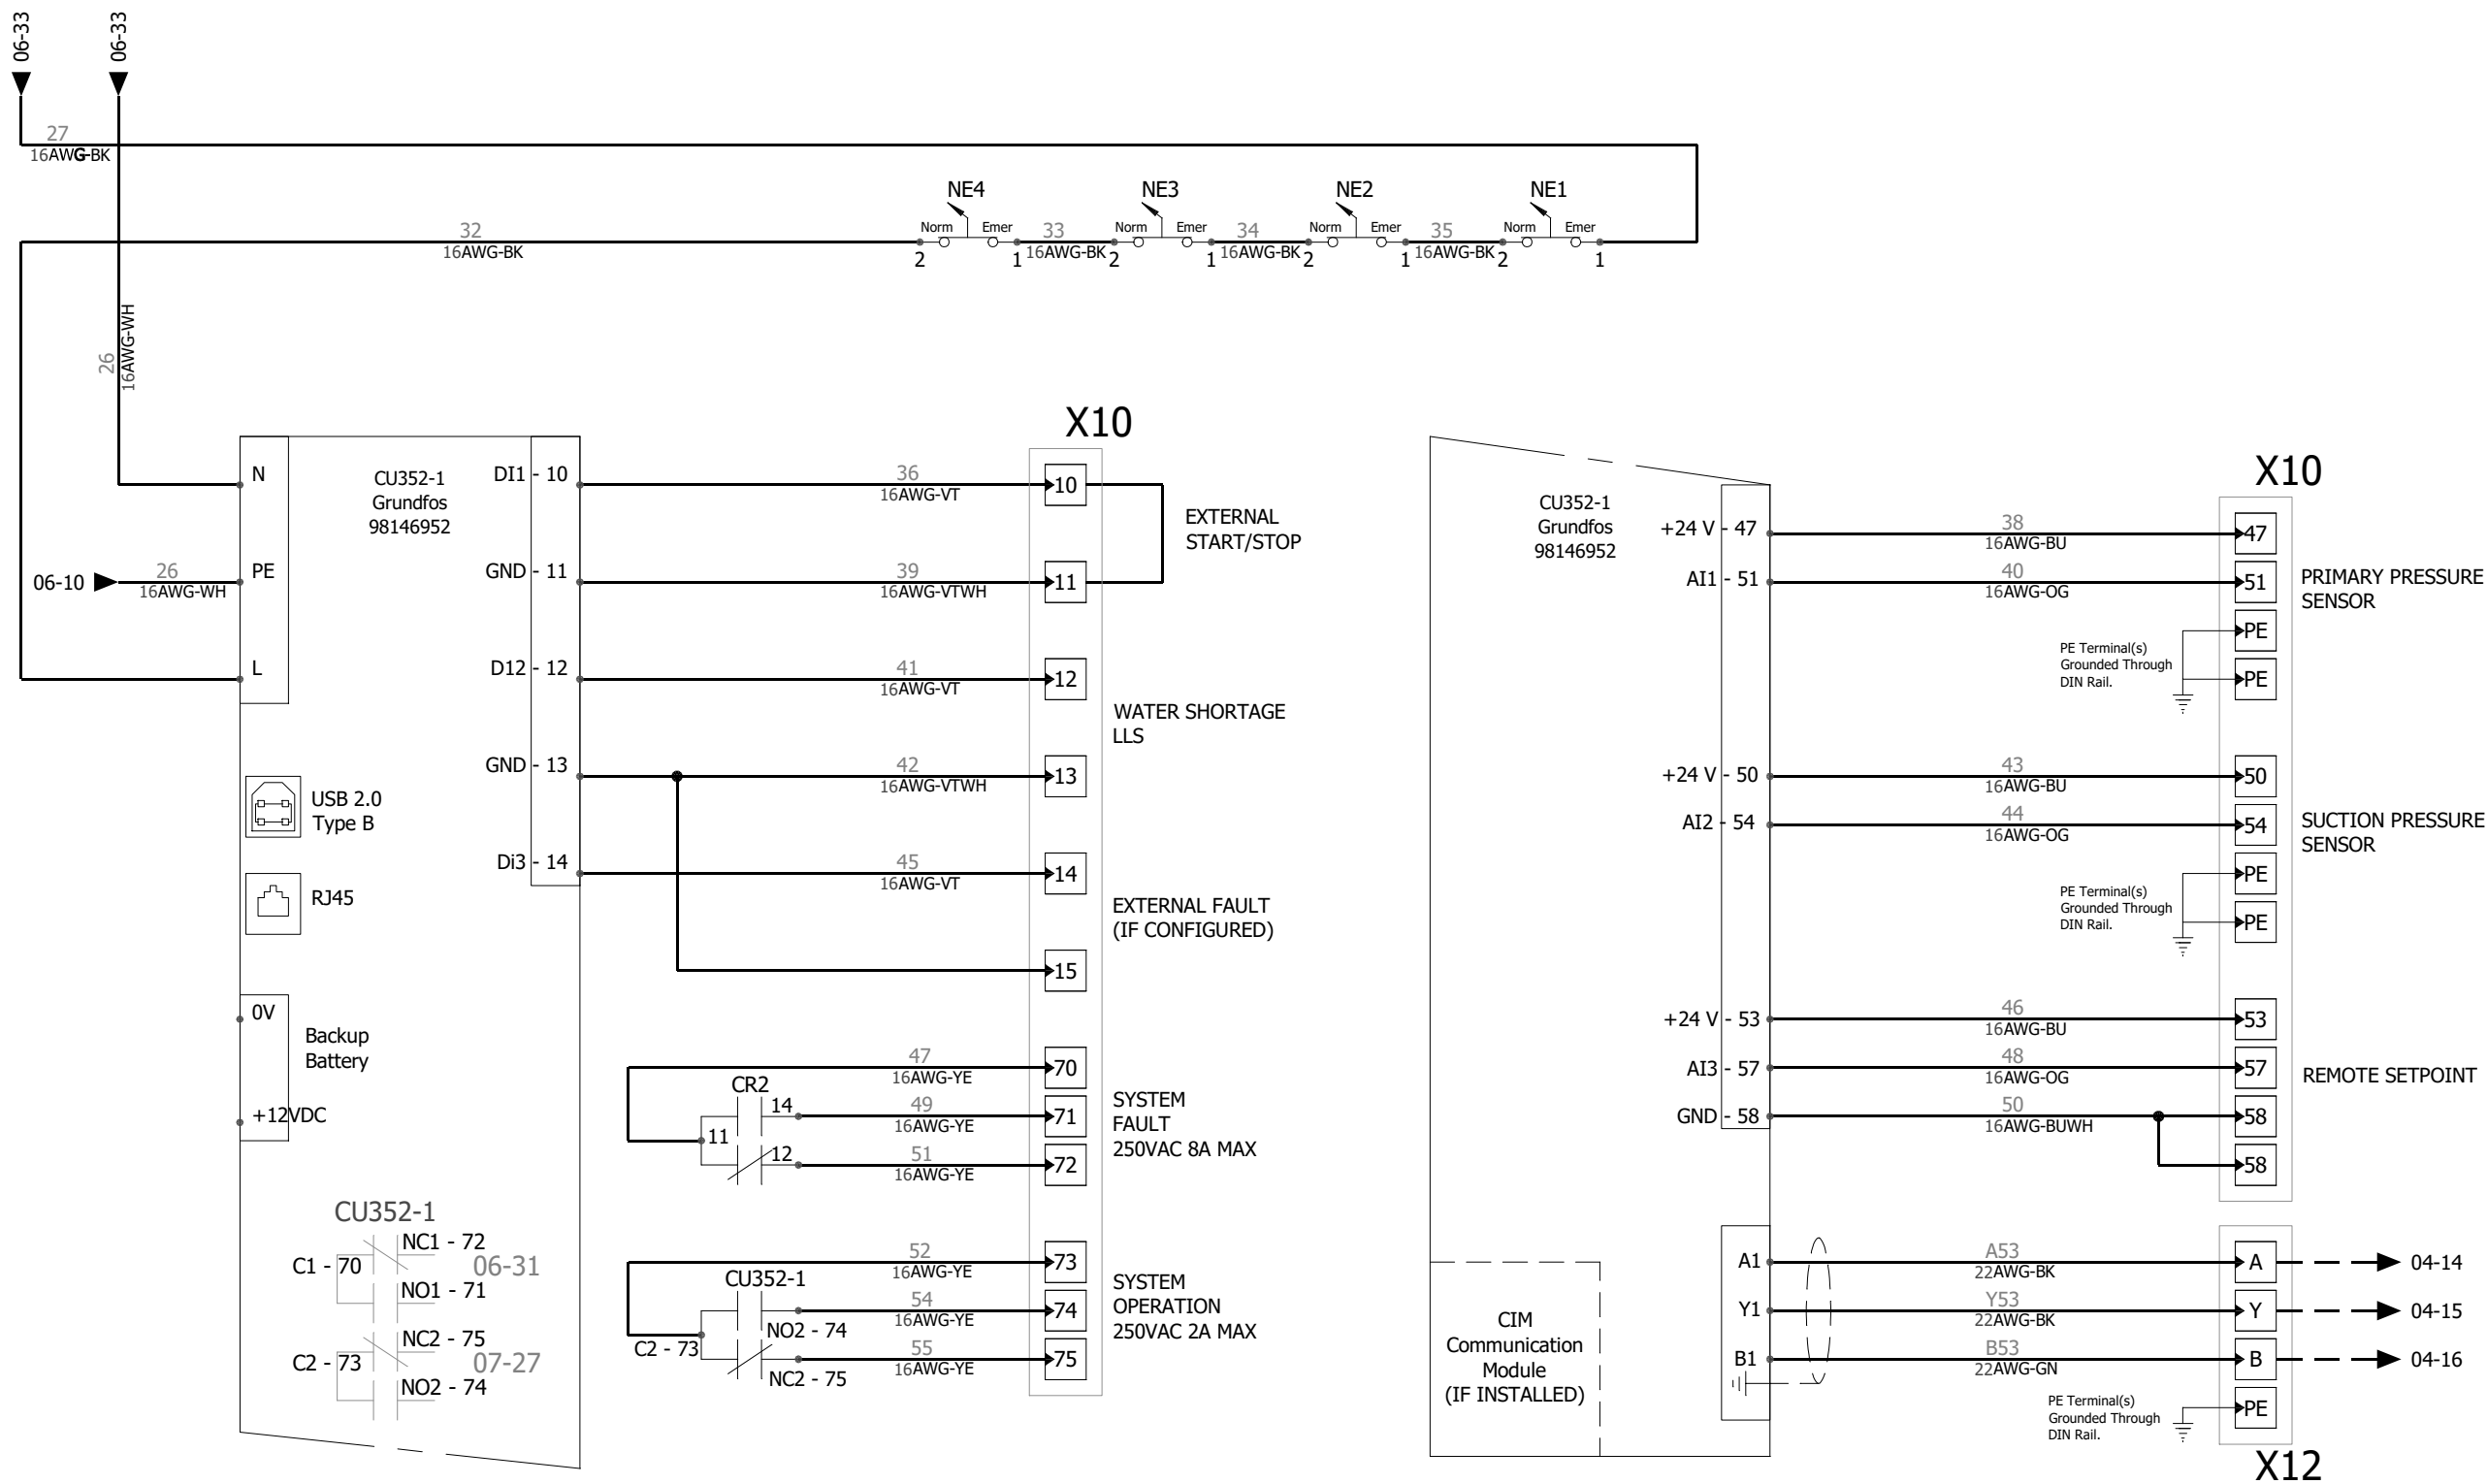 06-33
06-33
27
16AWG-BK
NE4
NE3
NE2
NE1
Norm Emer
Norm Emer
Norm Emer
Norm Emer
32
16AWG-BK
33
16AWG-BK
34
16AWG-BK
35
16AWG-BK
2 1
2 1
2 1
2 1
26
16AWG-WH
X10
N
CU352-1
Grundfos
98146952
DI1 - 10
36
16AWG-VT
10
EXTERNAL
START/STOP
06-10
26
16AWG-WH
PE
GND - 11
39
16AWG-VTWH
11
L
D12 - 12
41
16AWG-VT
12
WATER SHORTAGE
LLS
GND - 13
42
16AWG-VTWH
13
USB 2.0
Type B
Di3 - 14
45
16AWG-VT
14
RJ45
EXTERNAL FAULT
(IF CONFIGURED)
15
0V
Backup
Battery
+12VDC
47
16AWG-YE
70
CR2
14
49
16AWG-YE
71
11
12
51
16AWG-YE
72
SYSTEM
FAULT
250VAC 8A MAX
CU352-1
NC1 - 72
C1 - 70
06-31
NO1 - 71
NC2 - 75
C2 - 73
07-27
NO2 - 74
52
16AWG-YE
73
CU352-1
54
16AWG-YE
74
NO2 - 74
C2 - 73
55
16AWG-YE
75
NC2 - 75
SYSTEM
OPERATION
250VAC 2A MAX
X10
CU352-1
Grundfos
98146952
+24 V - 47
38
16AWG-BU
47
AI1 - 51
40
16AWG-OG
51
PRIMARY PRESSURE
SENSOR
PE
PE Terminal(s)
Grounded Through
DIN Rail.
PE
+24 V - 50
43
16AWG-BU
50
AI2 - 54
44
16AWG-OG
54
SUCTION PRESSURE
SENSOR
PE
PE Terminal(s)
Grounded Through
DIN Rail.
PE
+24 V - 53
46
16AWG-BU
53
AI3 - 57
48
16AWG-OG
57
REMOTE SETPOINT
GND - 58
50
16AWG-BUWH
58
58
CIM
Communication
Module
(IF INSTALLED)
A1
A53
22AWG-BK
A
04-14
Y1
Y53
22AWG-BK
Y
04-15
B1
B53
22AWG-GN
B
04-16
PE Terminal(s)
Grounded Through
DIN Rail.
PE
X12